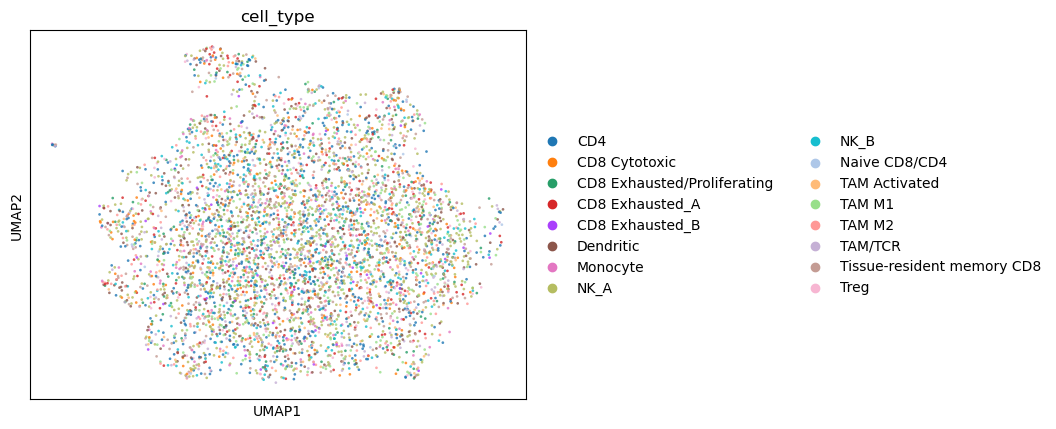 cell_type
UMAP2
UMAP1
CD4
CD8 Cytotoxic
CD8 Exhausted/Proliferating
CD8 Exhausted_A
CD8 Exhausted_B
Dendritic
Monocyte
NK_A
NK_B
Naive CD8/CD4
TAM Activated
TAM M1
TAM M2
TAM/TCR
Tissue-resident memory CD8
Treg